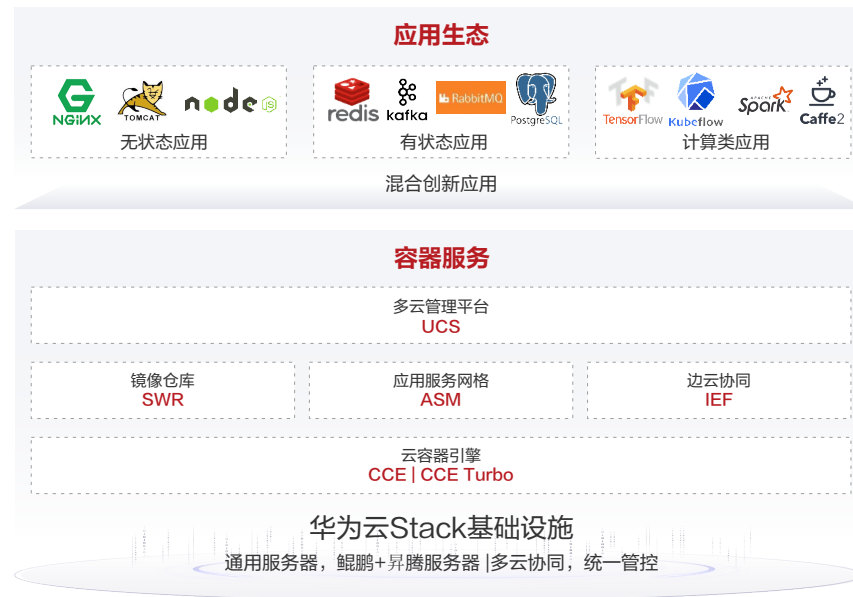 应用生态
NGiNX
TOMCAT
node JS
redis
kafka
RabbitMQ
PostgreSQL
TensorFlow
Kubeflow
APACHE
Spark
Caffe2
无状态应用
有状态应用
计算类应用
混合创新应用
容器服务
多云管理平台
UCS
镜像仓库
SWR
应用服务网格
ASM
边云协同
IEF
云容器引擎
CCE | CCE Turbo
华为云Stack基础设施
通用服务器，鲲鹏+昇腾服务器 |多云协同，统一管控